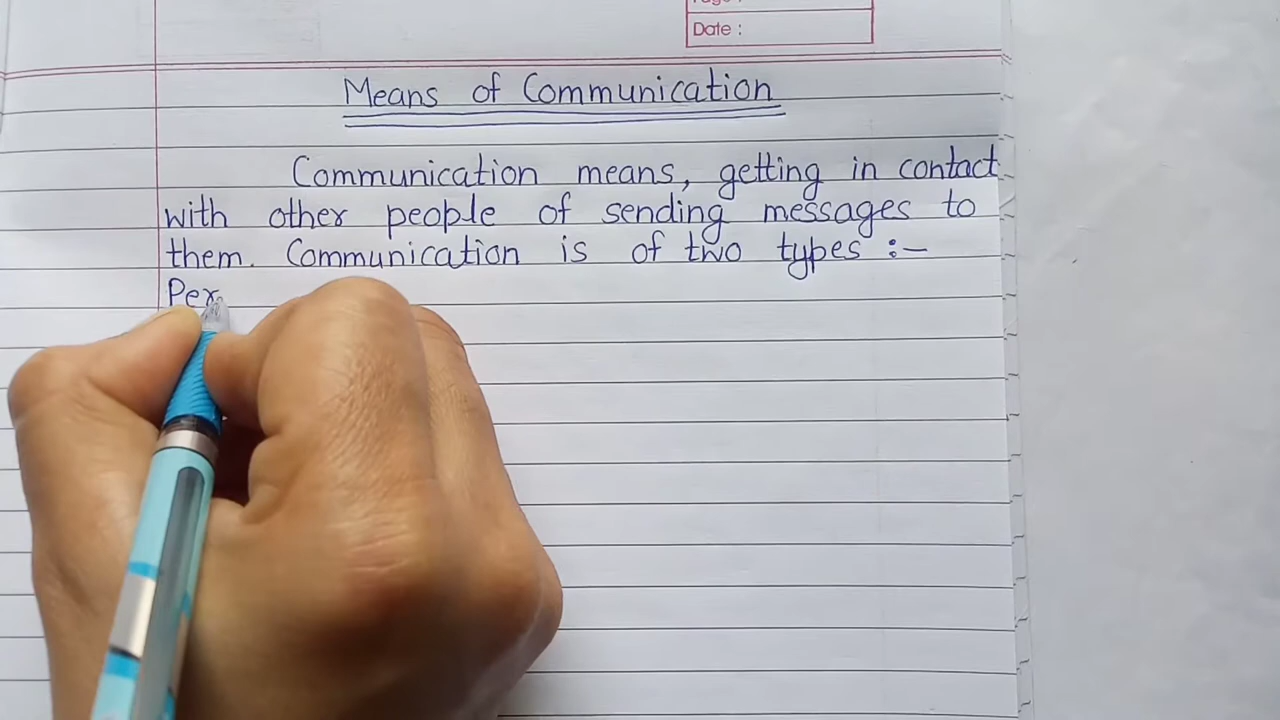 Date :
Means of Communication
Communication means, getting in contact
with other people of sending messages to
them. Communication is of two types :-
Per